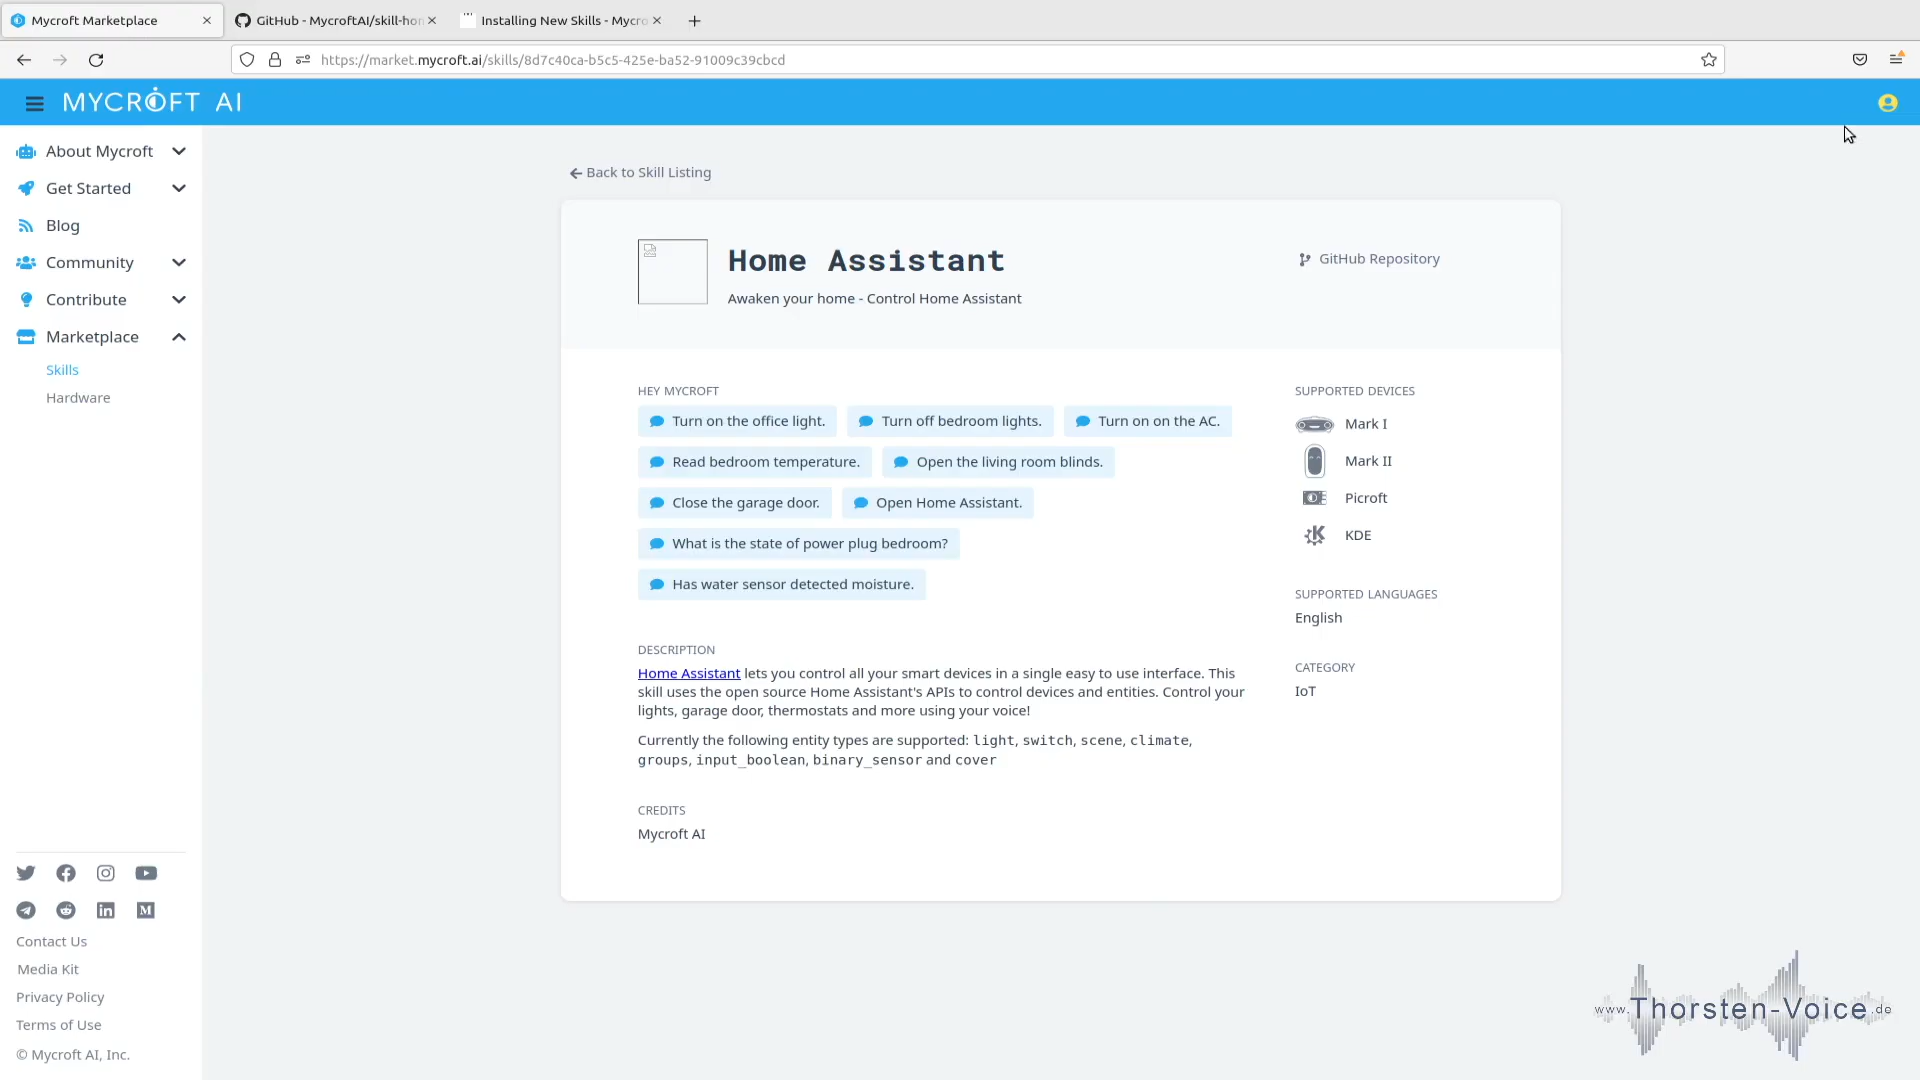 Mycroft Marketplace
GitHub - MycroftAI/skill-hom
Installing New Skills - Mycro
https://market.mycroft.ai/skills/8d7c40ca-b5c5-425e-ba52-91009c39cbcd
MYCROFT AI
About Mycroft
Get Started
Blog
Community
Contribute
Marketplace
Skills
Hardware
Back to Skill Listing
Home Assistant
Awaken your home - Control Home Assistant
GitHub Repository
HEY MYCROFT
Turn on the office light.
Turn off bedroom lights.
Turn on on the AC.
Read bedroom temperature.
Open the living room blinds.
Close the garage door.
Open Home Assistant.
What is the state of power plug bedroom?
Has water sensor detected moisture.
DESCRIPTION
Home Assistant lets you control all your smart devices in a single easy to use interface. This
skill uses the open source Home Assistant's APIs to control devices and entities. Control your
lights, garage door, thermostats and more using your voice!
Currently the following entity types are supported: light, switch, scene, climate,
groups, input_boolean, binary_sensor and cover
CREDITS
Mycroft AI
SUPPORTED DEVICES
Mark I
Mark II
Picroft
KDE
SUPPORTED LANGUAGES
English
CATEGORY
IoT
Contact Us
Media Kit
Privacy Policy
Terms of Use
© Mycroft AI, Inc.
www.Thorsten-Voice.de